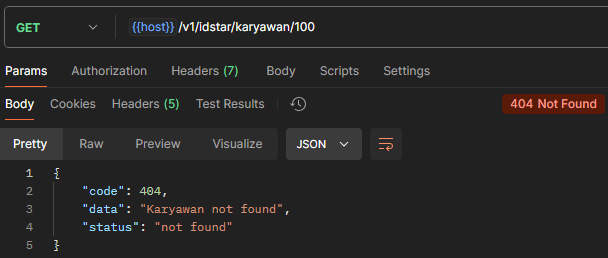 GET {{host}} /v1/idstar/karyawan/100
Params Authorization Headers (7) Body Scripts Settings
Body Cookies Headers (5) Test Results 404 Not Found
Pretty Raw Preview Visualize JSON
1 {
2 "code": 404,
3 "data": "Karyawan not found",
4 "status": "not found"
5 }